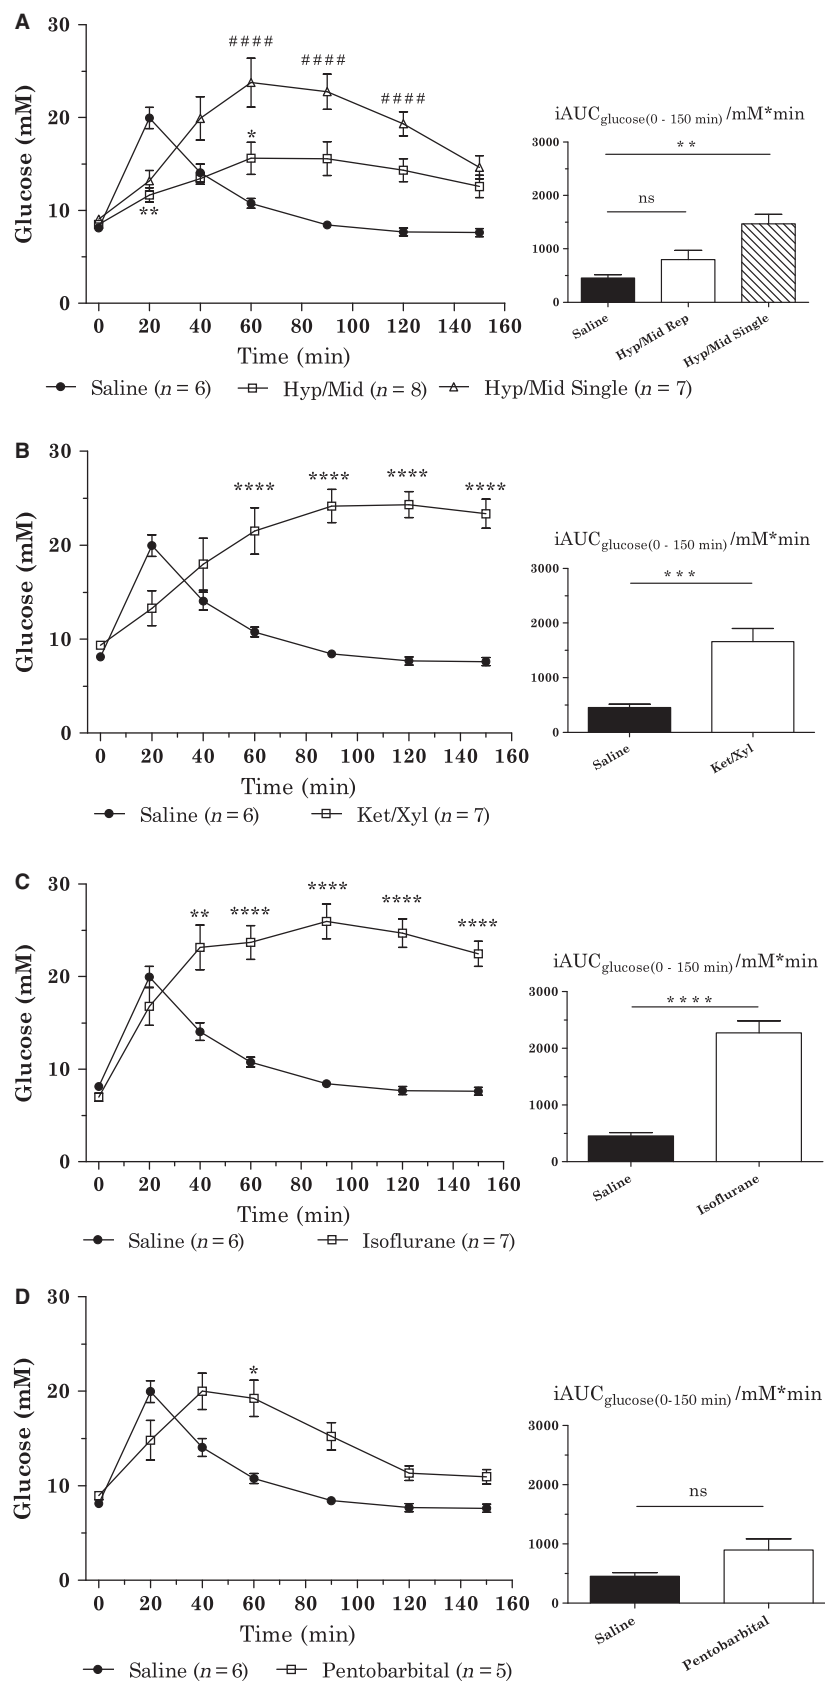 A
Glucose (mM)
30
20
10
0
####
####
####
*
**
0 20 40 60 80 100 120 140 160
Time (min)
iAUCglucose(0 - 150 min) /mM*min
3000
2000
1000
0
**
ns
Saline
Hyp/Mid Rep
Hyp/Mid Single
Saline (n = 6) Hyp/Mid (n = 8) Hyp/Mid Single (n = 7)
B
Glucose (mM)
30
20
10
0
**** **** **** ****
0 20 40 60 80 100 120 140 160
Time (min)
iAUCglucose(0 - 150 min) /mM*min
3000
2000
1000
0
***
Saline
Ket/Xyl
Saline (n = 6) Ket/Xyl (n = 7)
C
Glucose (mM)
30
20
10
0
** **** **** **** ****
0 20 40 60 80 100 120 140 160
Time (min)
iAUCglucose(0 - 150 min) /mM*min
3000
2000
1000
0
****
Saline
Isoflurane
Saline (n = 6) Isoflurane (n = 7)
D
Glucose (mM)
30
20
10
0
*
0 20 40 60 80 100 120 140 160
Time (min)
iAUCglucose(0-150 min) /mM*min
3000
2000
1000
0
ns
Saline
Pentobarbital
Saline (n = 6) Pentobarbital (n = 5)